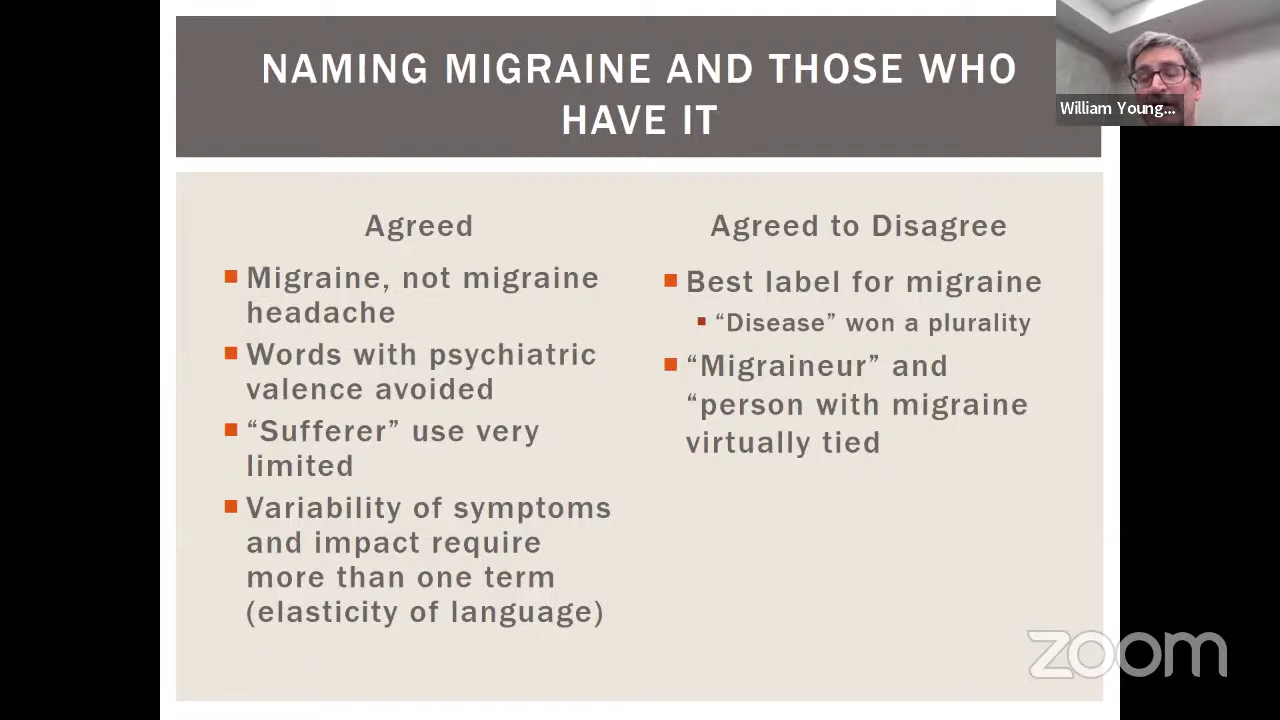 NAMING MIGRAINE AND THOSE WHO
HAVE IT
William Young...
Agreed
Migraine, not migraine
headache
Words with psychiatric
valence avoided
“Sufferer” use very
limited
Variability of symptoms
and impact require
more than one term
(elasticity of language)
Agreed to Disagree
Best label for migraine
“Disease” won a plurality
“Migraineur” and
“person with migraine
virtually tied
zoom